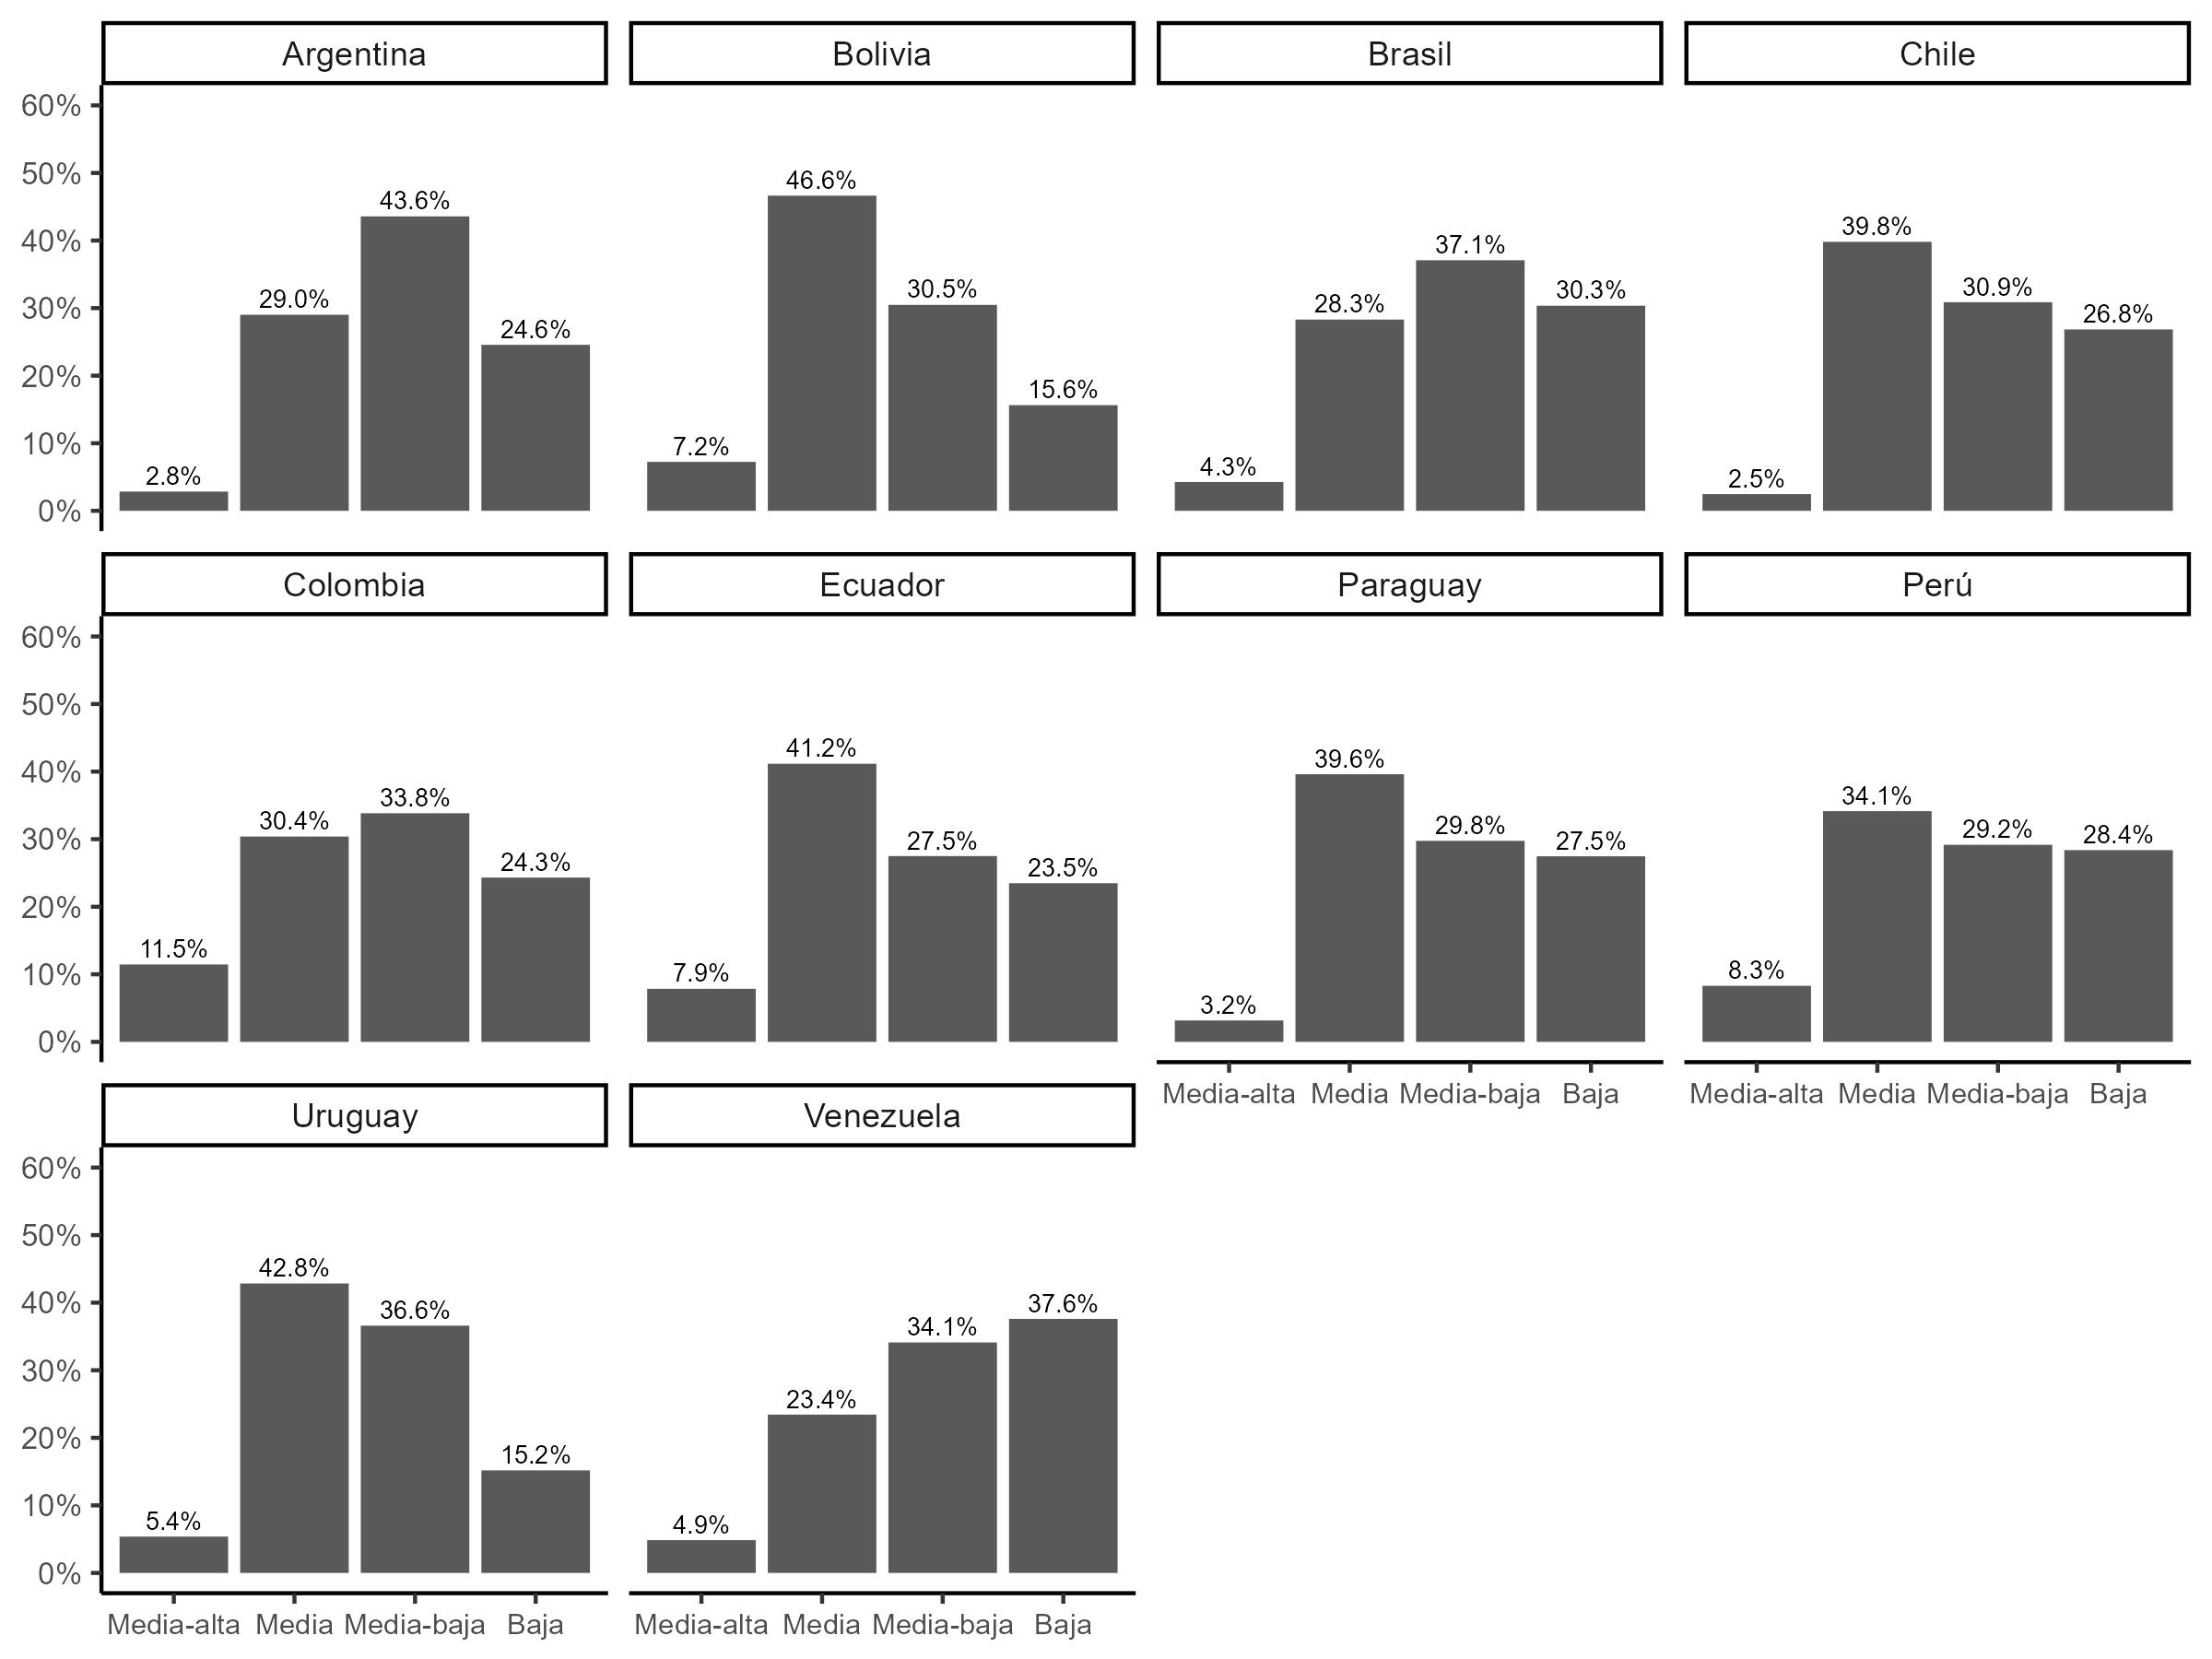 Argentina Bolivia Brasil Chile
60%
50%
40%
30%
20%
10%
0%
2.8% 29.0% 43.6% 24.6%
7.2% 46.6% 30.5% 15.6%
4.3% 28.3% 37.1% 30.3%
2.5% 39.8% 30.9% 26.8%
Colombia Ecuador Paraguay Perú
60%
50%
40%
30%
20%
10%
0%
11.5% 30.4% 33.8% 24.3%
7.9% 41.2% 27.5% 23.5%
3.2% 39.6% 29.8% 27.5%
8.3% 34.1% 29.2% 28.4%
Media-alta Media Media-baja Baja
Media-alta Media Media-baja Baja
Uruguay Venezuela
60%
50%
40%
30%
20%
10%
0%
5.4% 42.8% 36.6% 15.2%
4.9% 23.4% 34.1% 37.6%
Media-alta Media Media-baja Baja
Media-alta Media Media-baja Baja